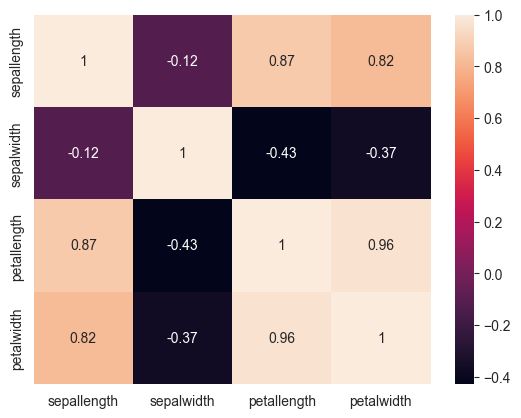 1.0
sepallength 1 -0.12 0.87 0.82
0.8
0.6
sepalwidth -0.12 1 -0.43 -0.37
0.4
0.2
petallength 0.87 -0.43 1 0.96
0.0
petalwidth 0.82 -0.37 0.96 1
−0.2
−0.4
sepallength sepalwidth petallength petalwidth